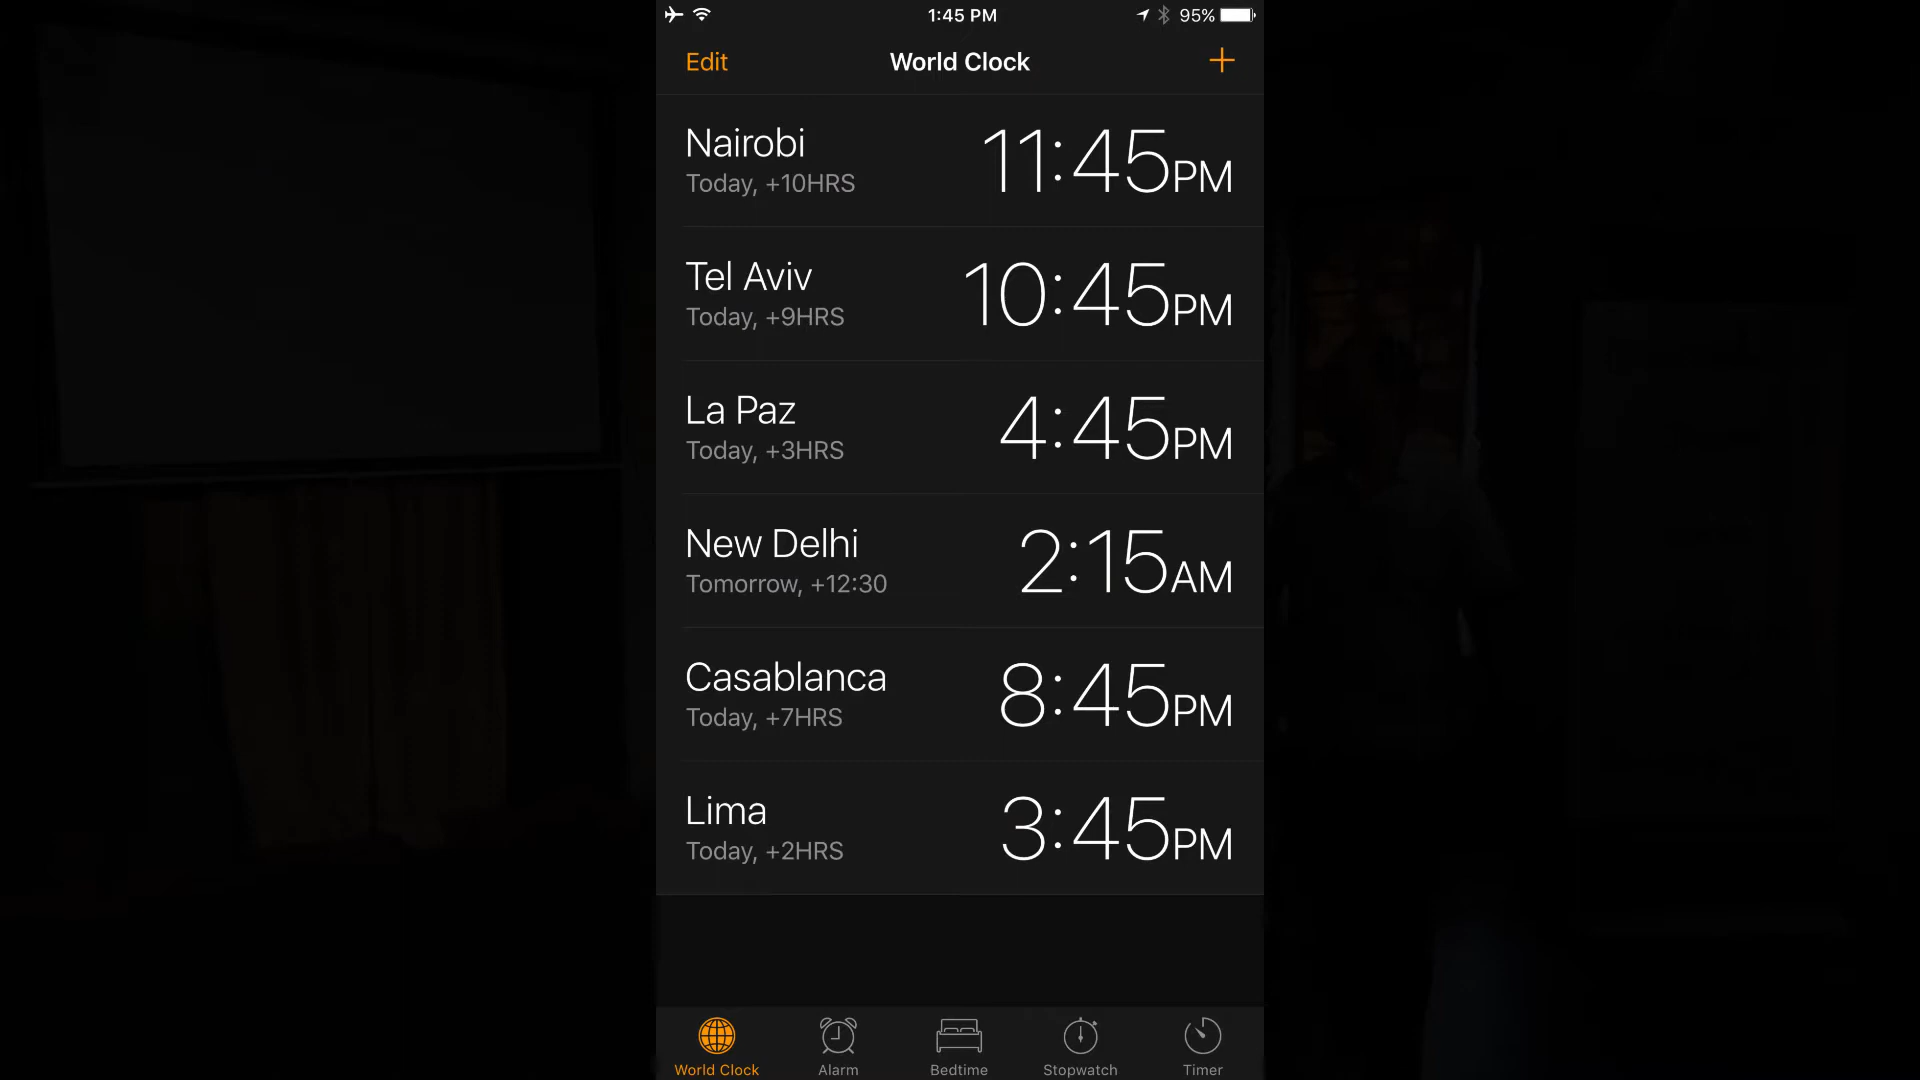 1:45 PM 95%
Edit World Clock +
Nairobi 11:45PM
Today, +10HRS
Tel Aviv 10:45PM
Today, +9HRS
La Paz 4:45PM
Today, +3HRS
New Delhi 2:15AM
Tomorrow, +12:30
Casablanca 8:45PM
Today, +7HRS
Lima 3:45PM
Today, +2HRS
World Clock Alarm Bedtime Stopwatch Timer